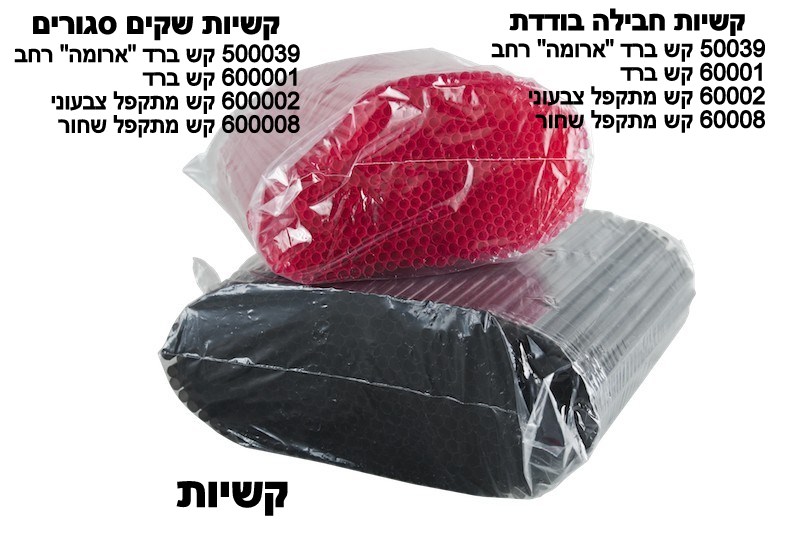 קשיות חבילה בודדת
50039 קש ברד "ארומה" רחב
60001 קש ברד
60002 קש מתקפל צבעוני
60008 קש מתקפל שחור
קשיות שקים סגורים
500039 קש ברד "ארומה" רחב
600001 קש ברד
600002 קש מתקפל צבעוני
600008 קש מתקפל שחור
קשיות